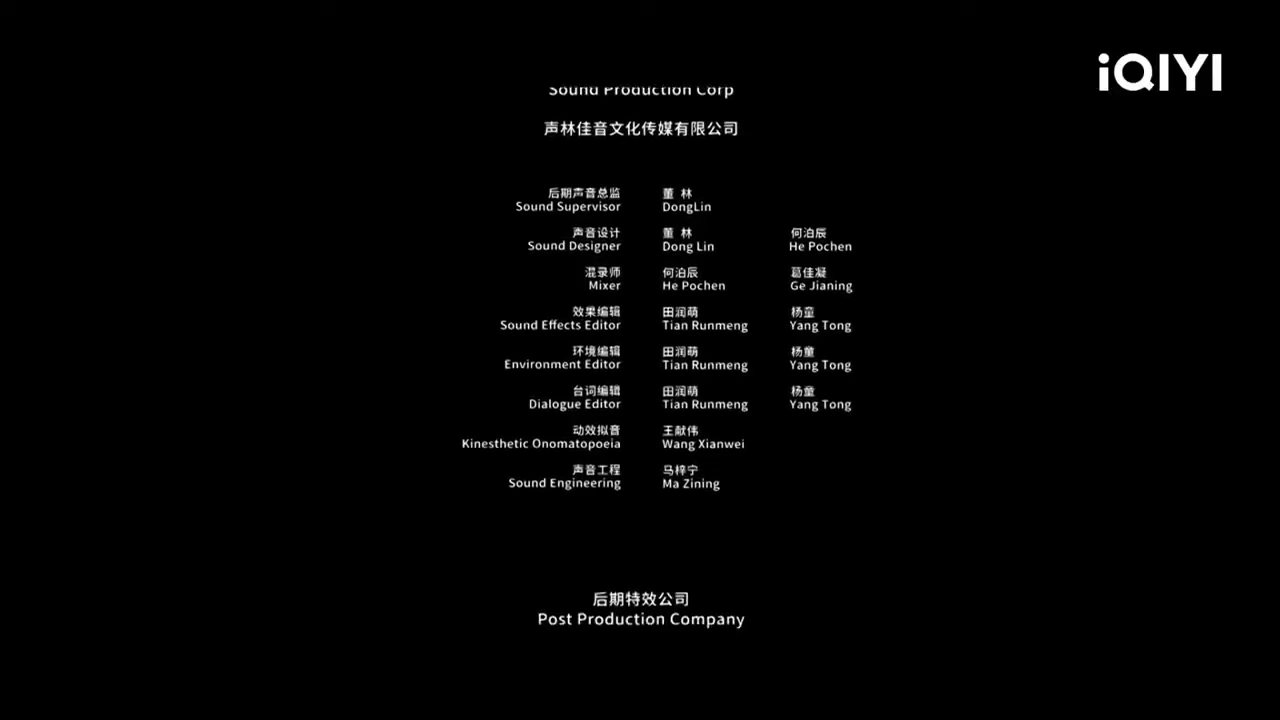 iQIYI
Sound Production Corp
声林佳音文化传媒有限公司
后期声音总监 董 林
Sound Supervisor DongLin
声音设计 董 林 何泊辰
Sound Designer Dong Lin He Pochen
混录师 何泊辰 葛佳凝
Mixer He Pochen Ge Jianing
效果编辑 田润萌 杨童
Sound Effects Editor Tian Runmeng Yang Tong
环境编辑 田润萌 杨童
Environment Editor Tian Runmeng Yang Tong
台词编辑 田润萌 杨童
Dialogue Editor Tian Runmeng Yang Tong
动效拟音 王献伟
Kinesthetic Onomatopoeia Wang Xianwei
声音工程 马梓宁
Sound Engineering Ma Zining
后期特效公司
Post Production Company